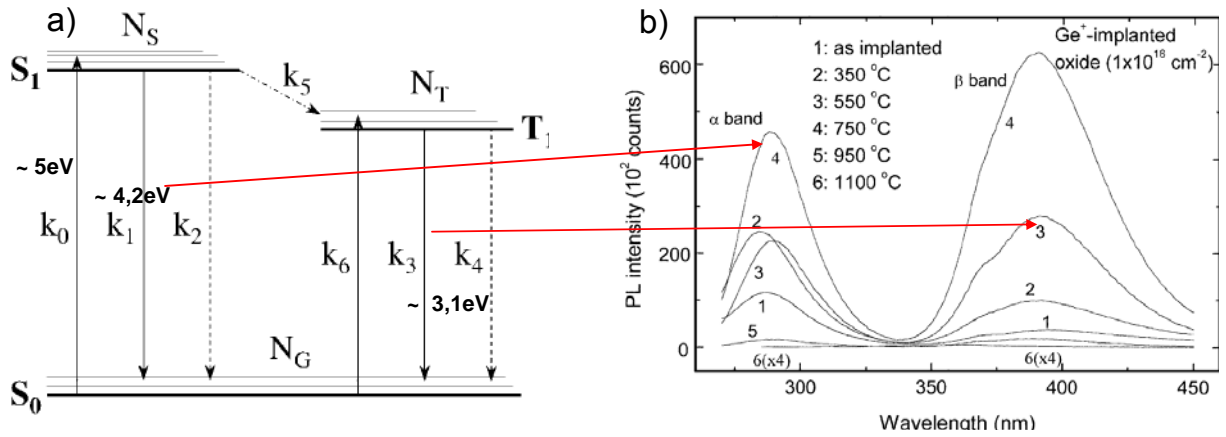 a)
N_S
S_1
k_5
N_T
T_1
~ 5eV
~ 4,2eV
k_0
k_1
k_2
k_6
k_3
k_4
~ 3,1eV
N_G
S_0
b)
PL intensity (10² counts)
600
400
200
0
Ge⁺-implanted
oxide (1x10¹⁶ cm⁻²)
1: as implanted
2: 350 °C
3: 550 °C
4: 750 °C
5: 950 °C
6: 1100 °C
α band
β band
4
2
3
1
5
6(x4)
4
3
2
1
6(x4)
300
350
400
450
Wavelength (nm)